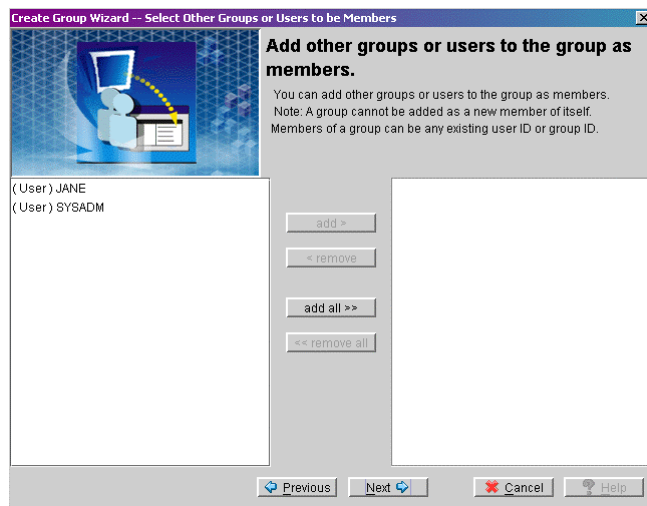 Create Group Wizard -- Select Other Groups or Users to be Members
Add other groups or users to the group as
members.
You can add other groups or users to the group as members.
Note: A group cannot be added as a new member of itself.
Members of a group can be any existing user ID or group ID.
( User ) JANE
( User ) SYSADM
add >
< remove
add all >>
<< remove all
Previous
Next
Cancel
Help